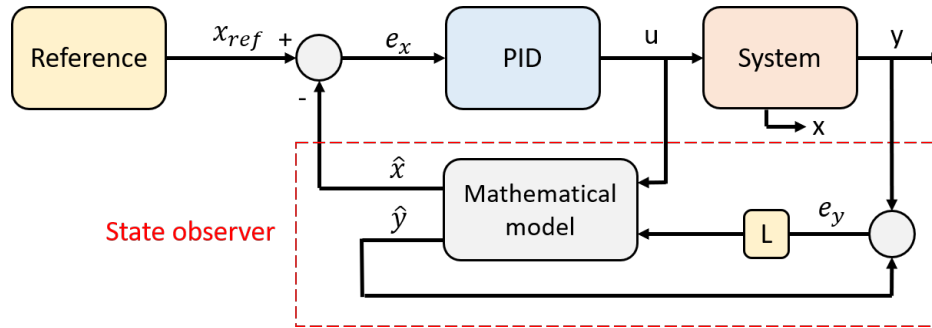 Reference
x_ref
+
-
e_x
PID
u
System
y
x
x̂
ŷ
Mathematical
model
L
e_y
State observer